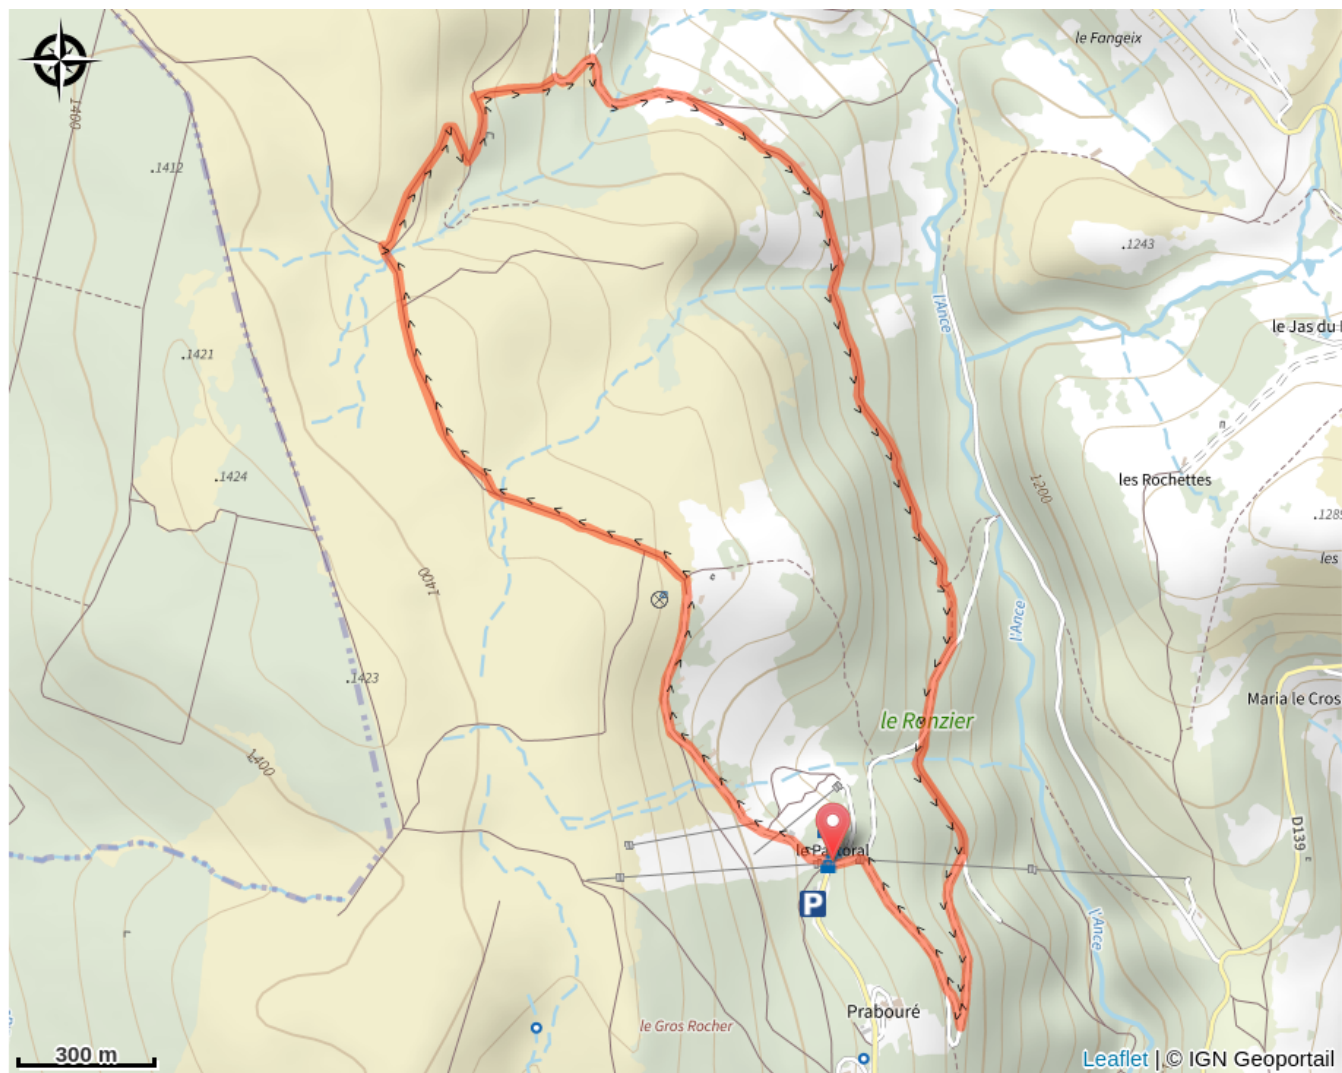 le Fangeix
1400
.1412
.1243
l'Ance
le Jas du
.1421
.1424
les Rochettes
1200
.128
les
1400
l'Ance
.1423
Maria le Cros
le Ronzier
1400
D139
le Pastoral
P
l'Ance
Prabouré
le Gros Rocher
300 m
Leaflet | © IGN Geoportail